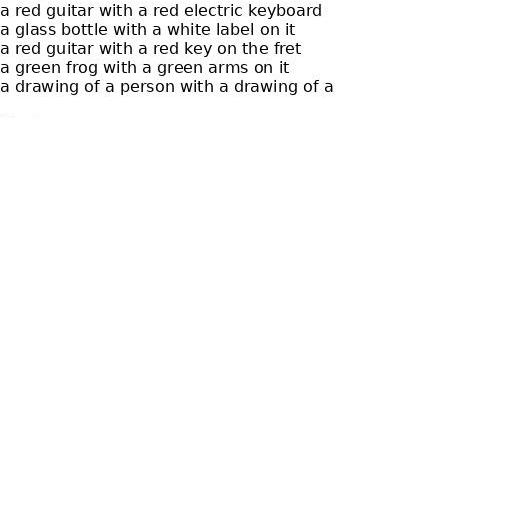 a red guitar with a red electric keyboard
a glass bottle with a white label on it
a red guitar with a red key on the fret
a green frog with a green arms on it
a drawing of a person with a drawing of a